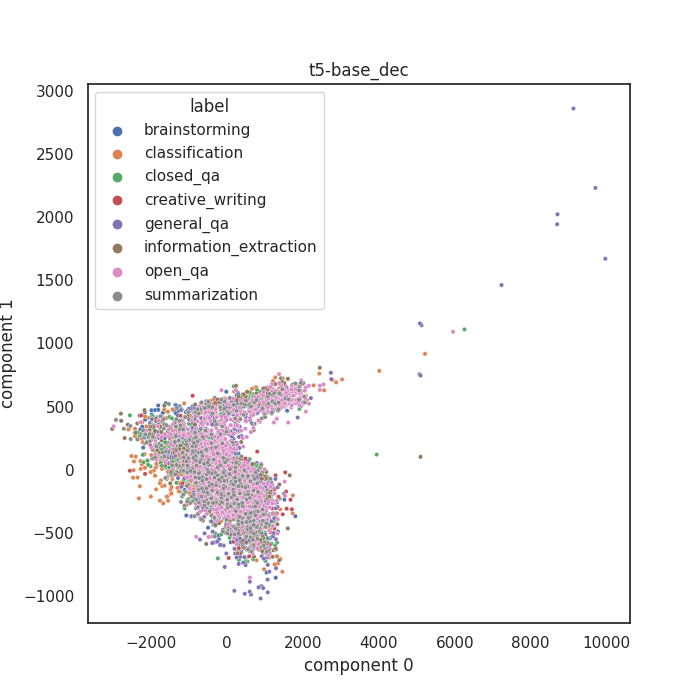 t5-base_dec
3000
2500
2000
1500
1000
500
0
−500
−1000
component 1
label
brainstorming
classification
closed_qa
creative_writing
general_qa
information_extraction
open_qa
summarization
−2000
0
2000
4000
6000
8000
10000
component 0